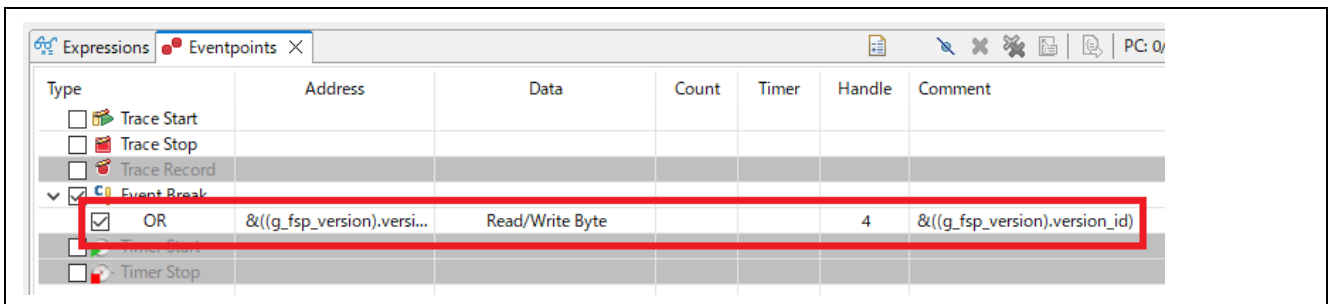 Expressions Eventpoints PC: 0/
Type Address Data Count Timer Handle Comment
Trace Start
Trace Stop
Trace Record
Event Break
OR &((g_fsp_version).versi... Read/Write Byte 4 &((g_fsp_version).version_id)
Timer Start
Timer Stop